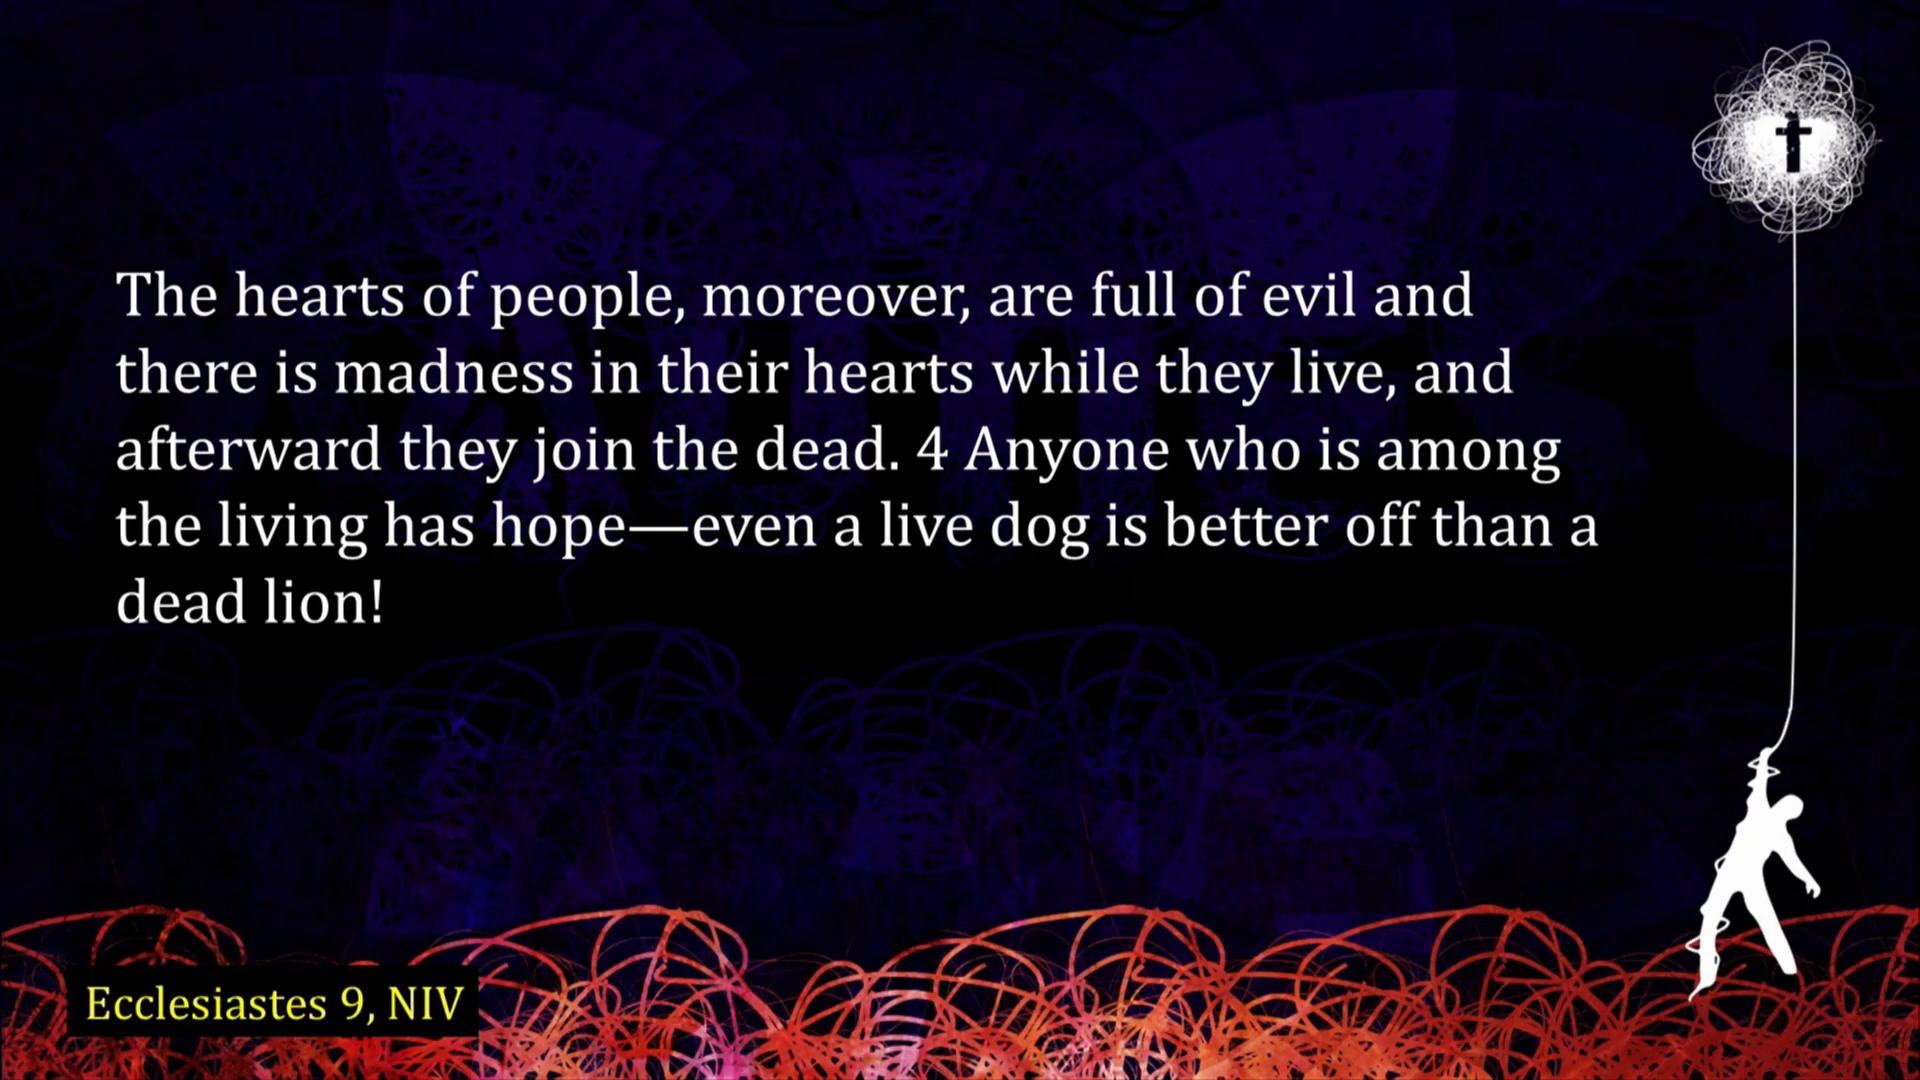 The hearts of people, moreover, are full of evil and
there is madness in their hearts while they live, and
afterward they join the dead. 4 Anyone who is among
the living has hope—even a live dog is better off than a
dead lion!
Ecclesiastes 9, NIV